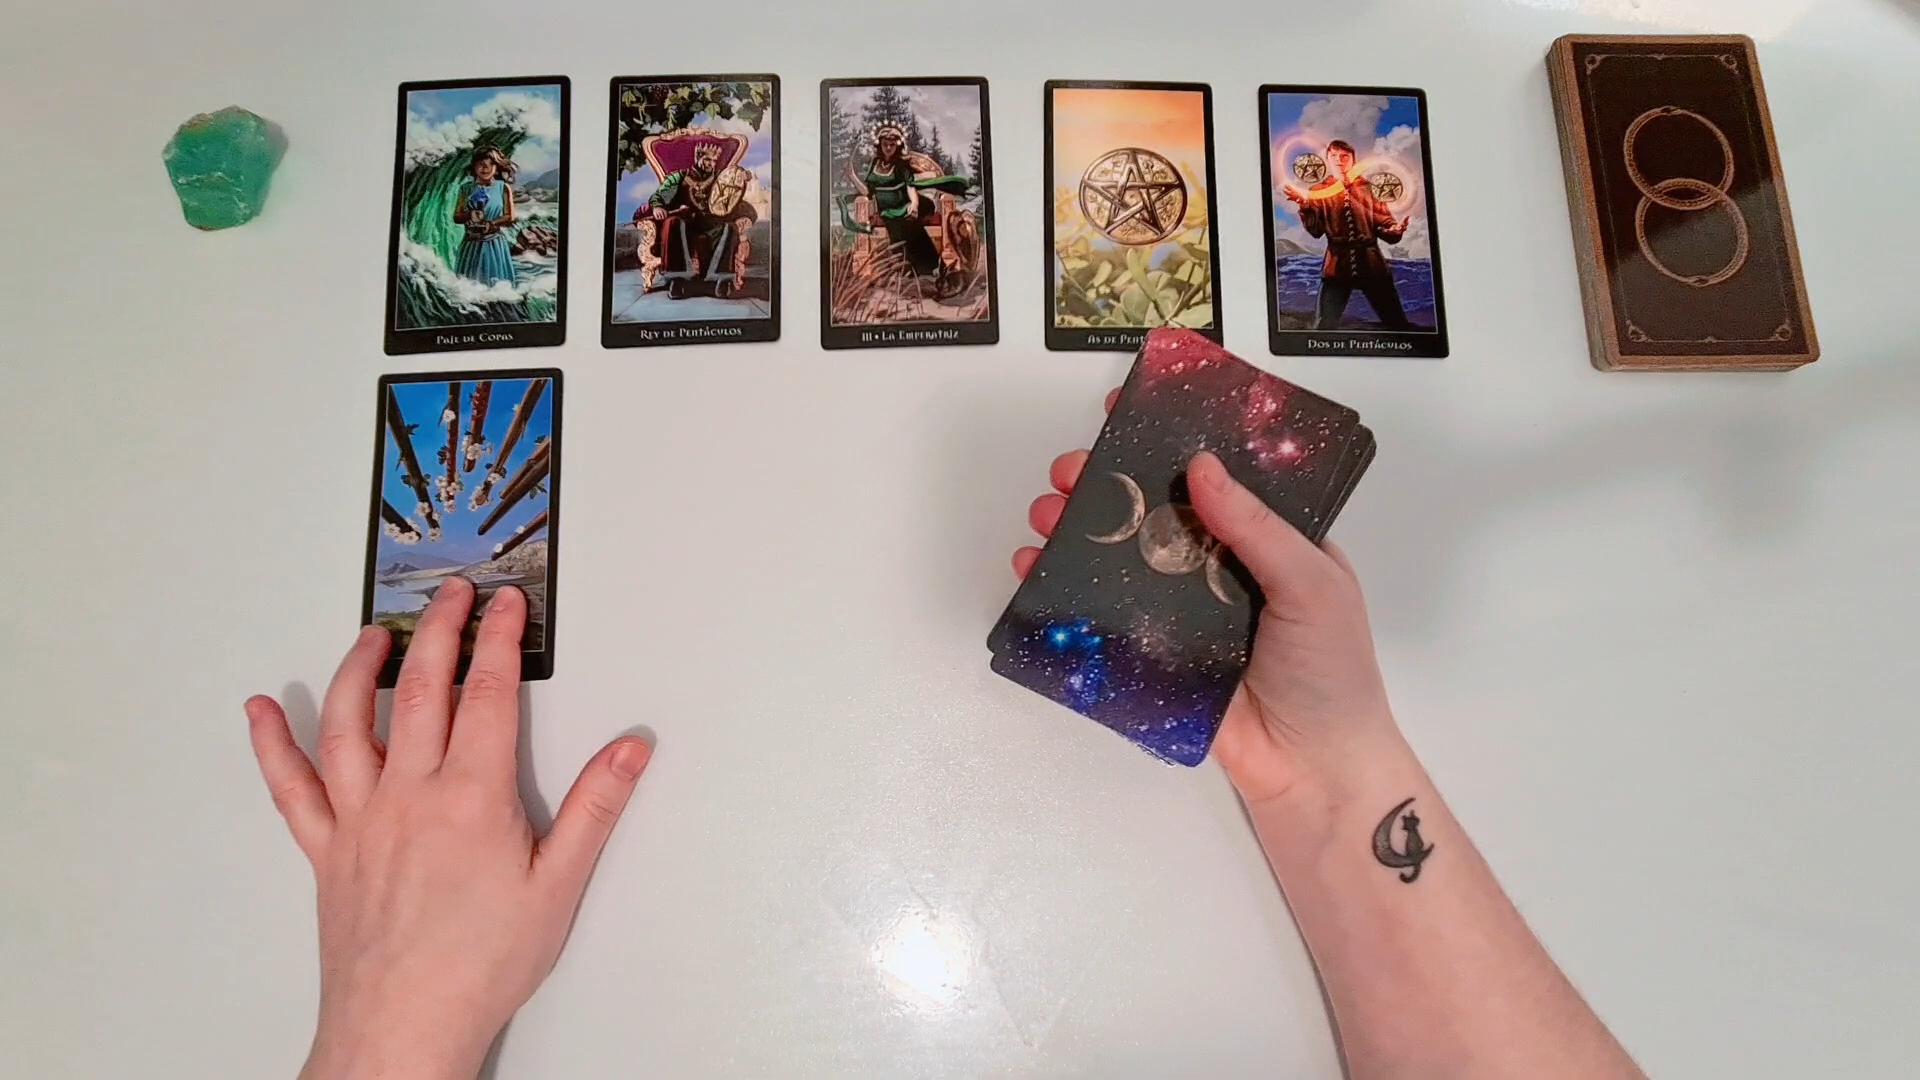 Paje de Copas
Rey de Pentáculos
III • La Emperatriz
As de Pent
Dos de Pentáculos